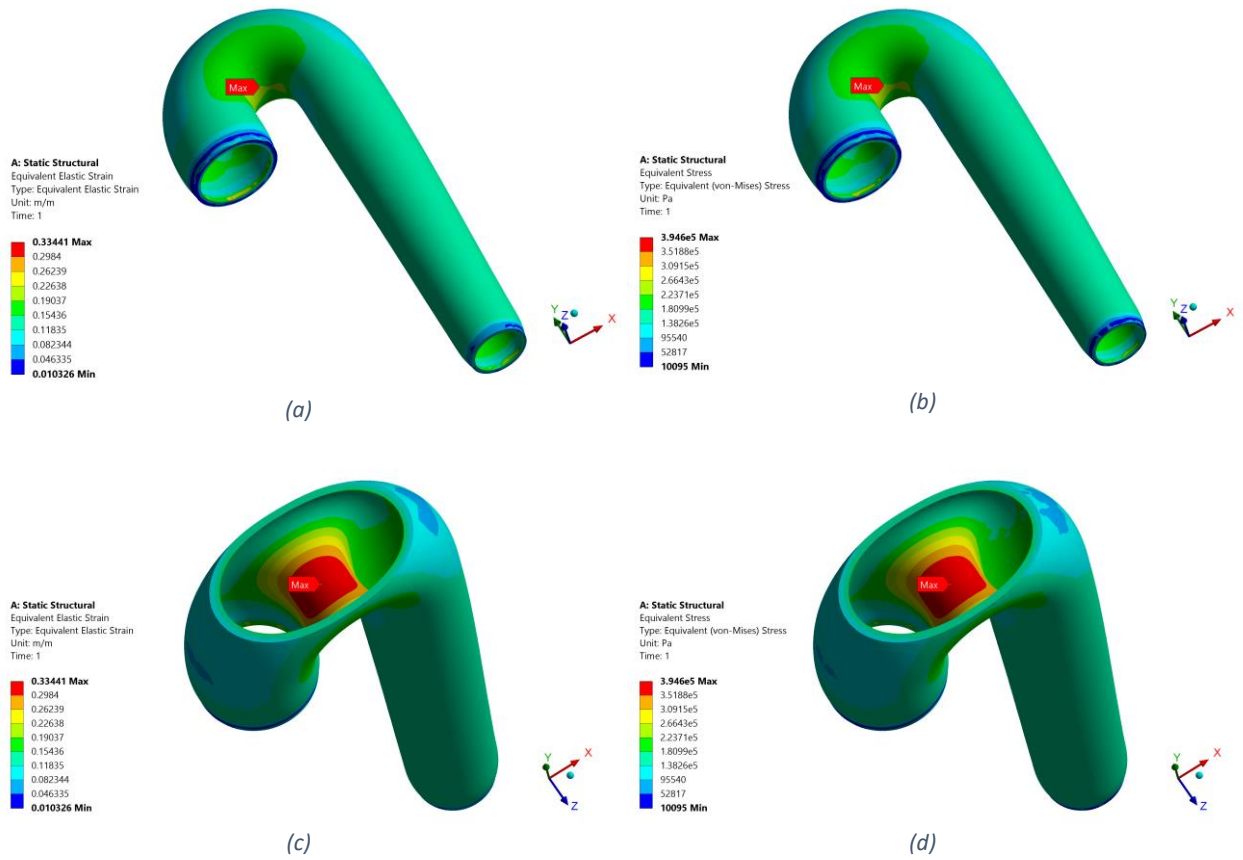 Max
A: Static Structural
Equivalent Elastic Strain
Type: Equivalent Elastic Strain
Unit: m/m
Time: 1
0.33441 Max
0.2984
0.26239
0.22638
0.19037
0.15436
0.11835
0.082344
0.046335
0.010326 Min
Y
Z
X
(a)
Max
A: Static Structural
Equivalent Stress
Type: Equivalent (von-Mises) Stress
Unit: Pa
Time: 1
3.946e5 Max
3.5188e5
3.0915e5
2.6643e5
2.2371e5
1.8099e5
1.3826e5
95540
52817
10095 Min
Y
Z
X
(b)
Max
A: Static Structural
Equivalent Elastic Strain
Type: Equivalent Elastic Strain
Unit: m/m
Time: 1
0.33441 Max
0.2984
0.26239
0.22638
0.19037
0.15436
0.11835
0.082344
0.046335
0.010326 Min
Y
X
Z
(c)
Max
A: Static Structural
Equivalent Stress
Type: Equivalent (von-Mises) Stress
Unit: Pa
Time: 1
3.946e5 Max
3.5188e5
3.0915e5
2.6643e5
2.2371e5
1.8099e5
1.3826e5
95540
52817
10095 Min
Y
X
Z
(d)